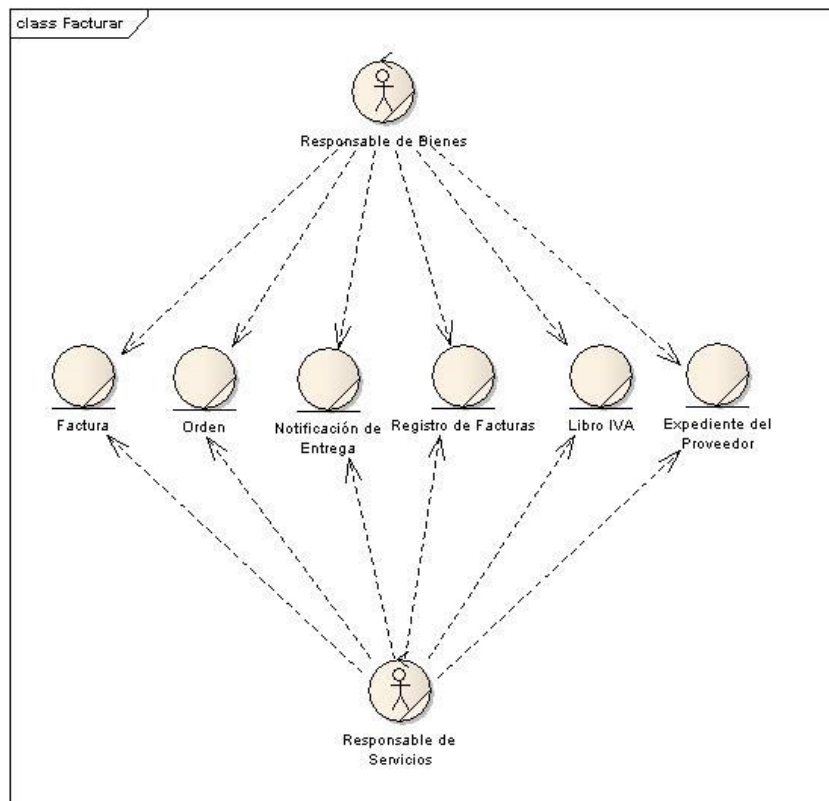 class Facturar
Responsable de Bienes
Factura
Orden
Notificación de
Entrega
Registro de Facturas
Libro IVA
Expediente del
Proveedor
Responsable de
Servicios